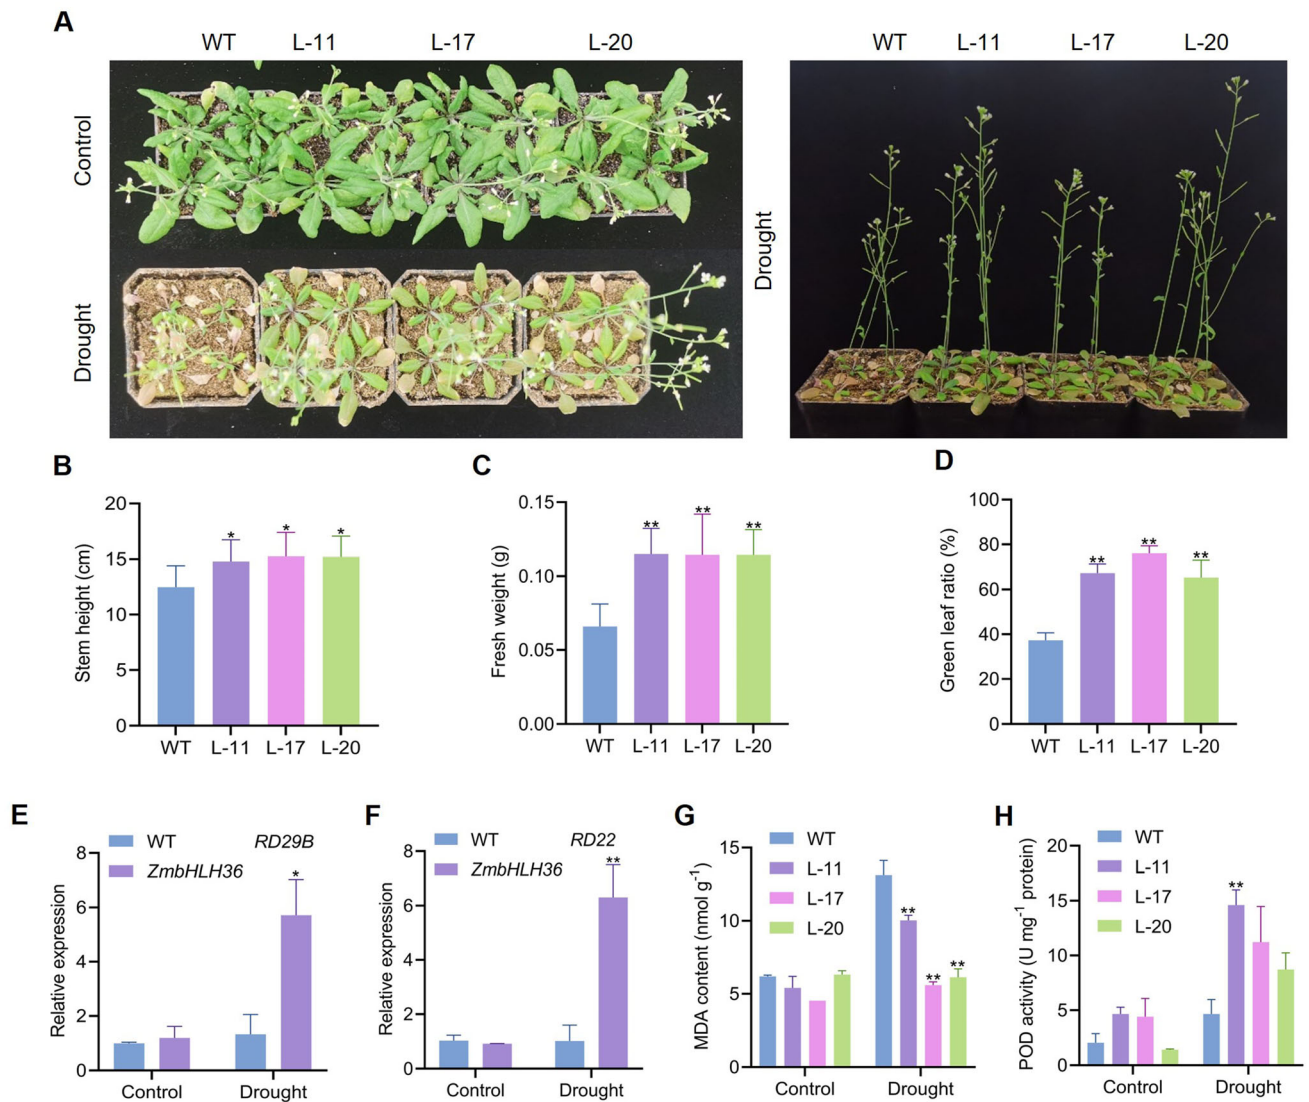 A
WT L-11 L-17 L-20
WT L-11 L-17 L-20
Control
Drought
Drought
B
Stem height (cm)
20
15
10
5
0
* * *
WT L-11 L-17 L-20
C
Fresh weight (g)
0.15
0.10
0.05
0.00
** ** **
WT L-11 L-17 L-20
D
Green leaf ratio (%)
100
80
60
40
20
0
** ** **
WT L-11 L-17 L-20
E
WT RD29B
ZmbHLH36
Relative expression
8
6
4
2
0
*
Control Drought
F
WT RD22
ZmbHLH36
Relative expression
8
6
4
2
0
**
Control Drought
G
WT
L-11
L-17
L-20
MDA content (nmol g⁻¹)
15
10
5
0
** ** **
Control Drought
H
WT
L-11
L-17
L-20
POD activity (U mg⁻¹ protein)
20
15
10
5
0
**
Control Drought